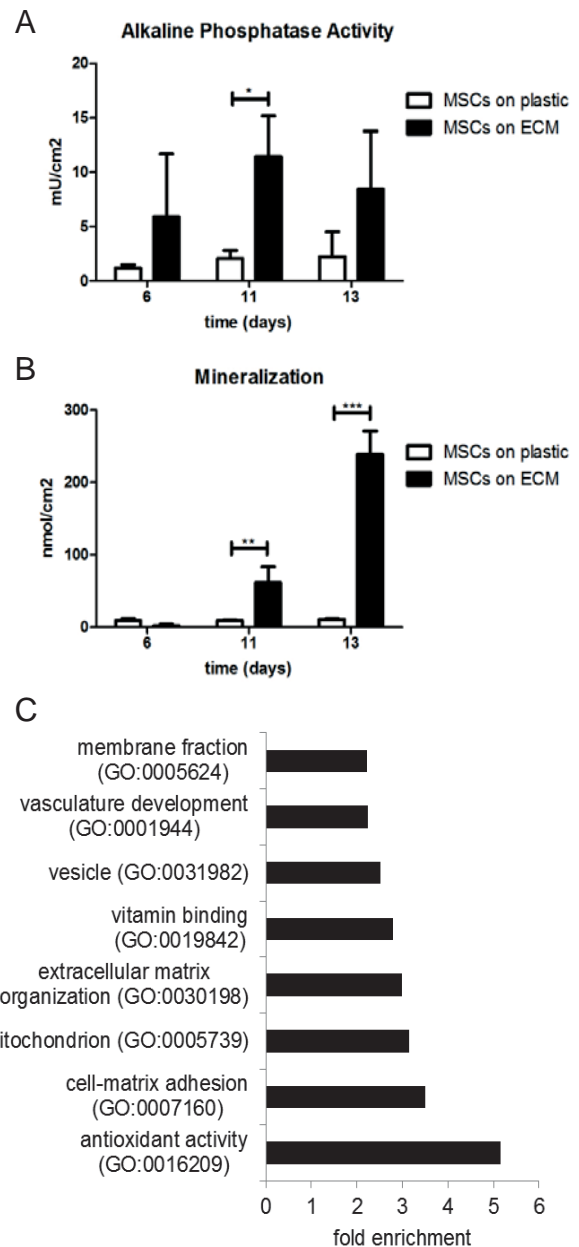 A
Alkaline Phosphatase Activity
20
15
10
5
0
mU/cm2
*
MSCs on plastic
MSCs on ECM
6 11 13
time (days)
B
Mineralization
300
200
100
0
nmol/cm2
**
***
MSCs on plastic
MSCs on ECM
6 11 13
time (days)
C
membrane fraction
(GO:0005624)
vasculature development
(GO:0001944)
vesicle (GO:0031982)
vitamin binding
(GO:0019842)
extracellular matrix
organization (GO:0030198)
itochondrion (GO:0005739)
cell-matrix adhesion
(GO:0007160)
antioxidant activity
(GO:0016209)
0 1 2 3 4 5 6
fold enrichment